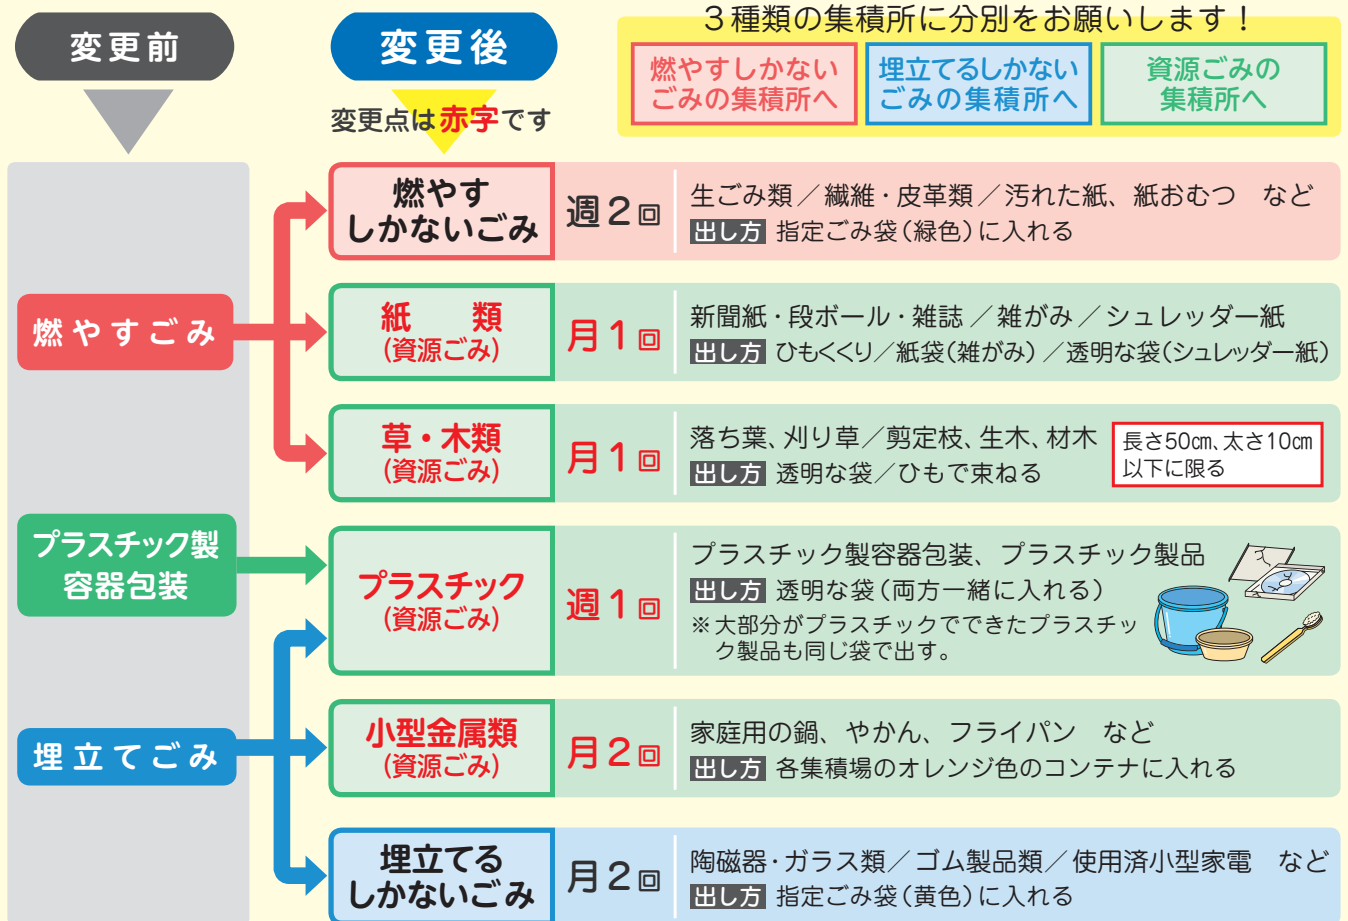 変更前
変更後
変更点は赤字です
3種類の集積所に分別をお願いします！
燃やすしかない
ごみの集積所へ
埋立てるしかない
ごみの集積所へ
資源ごみの
集積所へ
燃やすごみ
プラスチック製
容器包装
埋立てごみ
燃やす
しかないごみ
週2回
生ごみ類／繊維・皮革類／汚れた紙、紙おむつ　など
出し方 指定ごみ袋（緑色）に入れる
紙　類
（資源ごみ）
月1回
新聞紙・段ボール・雑誌／雑がみ／シュレッダー紙
出し方 ひもくくり／紙袋（雑がみ）／透明な袋（シュレッダー紙）
草・木類
（資源ごみ）
月1回
落ち葉、刈り草／剪定枝、生木、材木
出し方 透明な袋／ひもで束ねる
長さ50㎝、太さ10㎝
以下に限る
プラスチック
（資源ごみ）
週1回
プラスチック製容器包装、プラスチック製品
出し方 透明な袋（両方一緒に入れる）
※大部分がプラスチックでできたプラスチッ
ク製品も同じ袋で出す。
小型金属類
（資源ごみ）
月2回
家庭用の鍋、やかん、フライパン　など
出し方 各集積場のオレンジ色のコンテナに入れる
埋立てる
しかないごみ
月2回
陶磁器・ガラス類／ゴム製品類／使用済小型家電　など
出し方 指定ごみ袋（黄色）に入れる